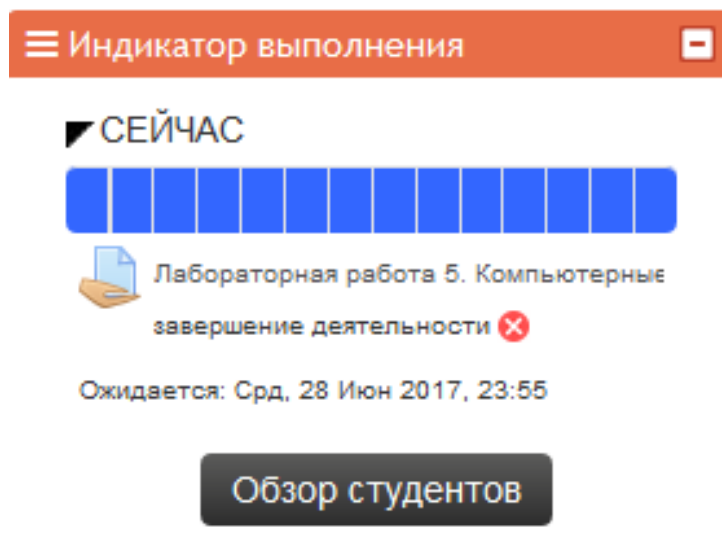 Индикатор выполнения
СЕЙЧАС
Лабораторная работа 5. Компьютерные
завершение деятельности
Ожидается: Срд, 28 Июн 2017, 23:55
Обзор студентов